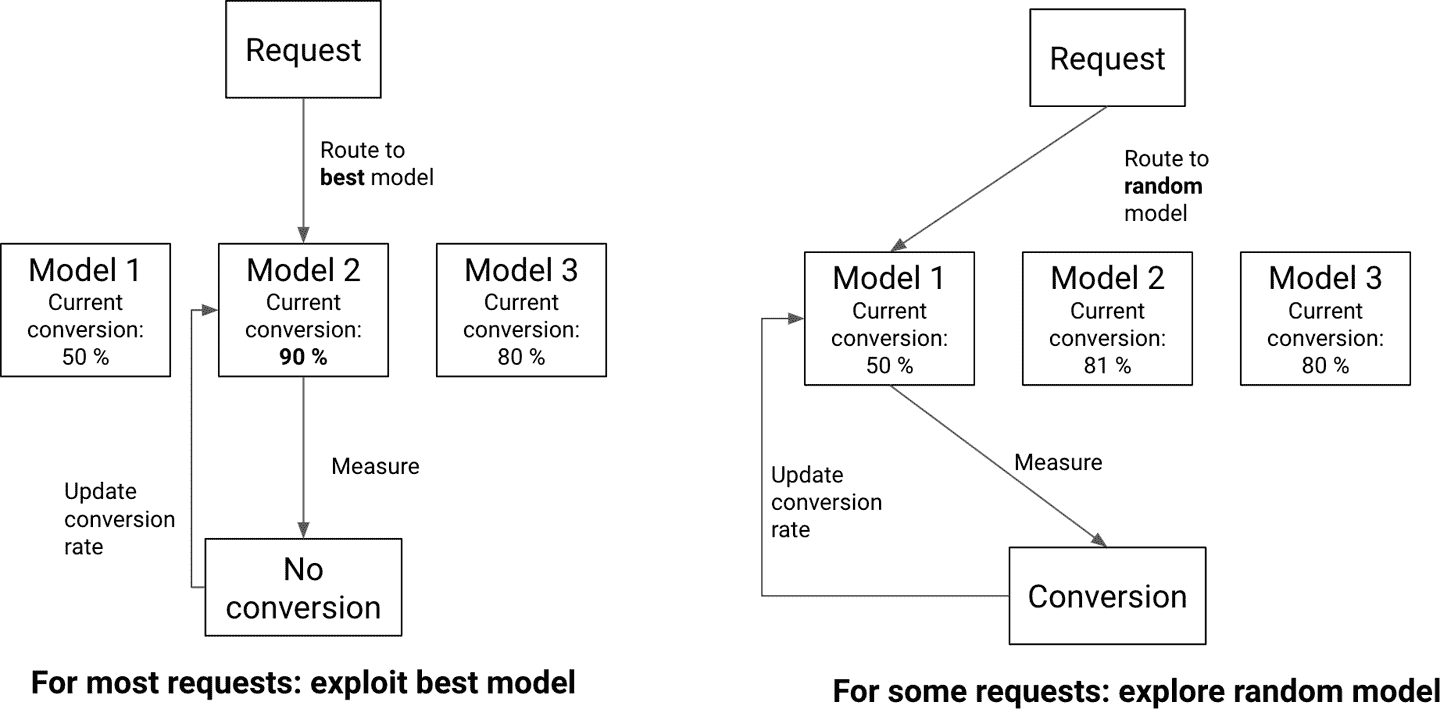 Request
Route to
best model
Model 1
Current
conversion:
50 %
Model 2
Current
conversion:
90 %
Model 3
Current
conversion:
80 %
Measure
Update
conversion
rate
No
conversion
For most requests: exploit best model
Request
Route to
random
model
Model 1
Current
conversion:
50 %
Model 2
Current
conversion:
81 %
Model 3
Current
conversion:
80 %
Measure
Update
conversion
rate
Conversion
For some requests: explore random model